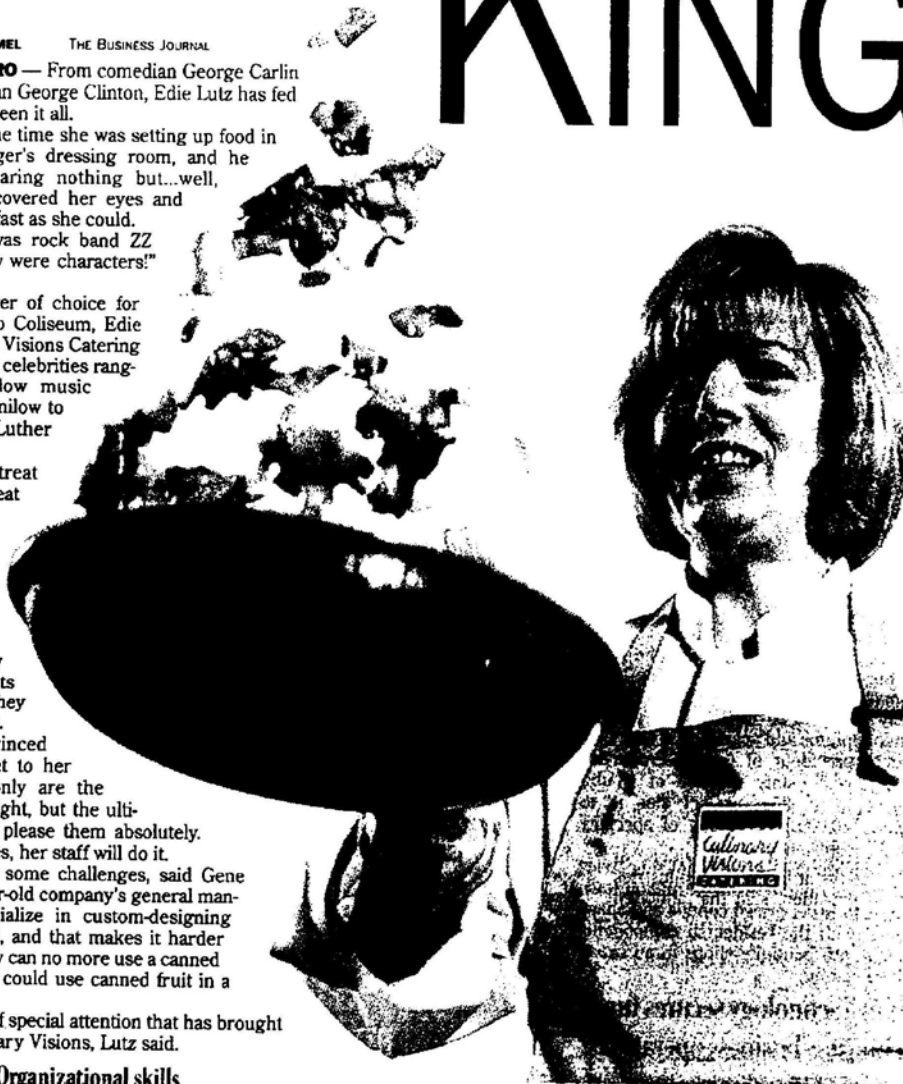 KING
MEL THE BUSINESS JOURNAL
RO — From comedian George Carlin
an George Clinton, Edie Lutz has fed
een it all.
e time she was setting up food in
ger's dressing room, and he
aring nothing but...well,
covered her eyes and
fast as she could.
was rock band ZZ
y were characters!"
er of choice for
o Coliseum, Edie
Visions Catering
celebrities rang-
low music
nilow to
Luther
treat
eat
y
ts
hey
inced
t to her
only are the
ght, but the ulti-
please them absolutely.
es, her staff will do it.
some challenges, said Gene
r-old company's general man-
ialize in custom-designing
, and that makes it harder
y can no more use a canned
could use canned fruit in a
f special attention that has brought
ary Visions, Lutz said.
Organizational skills
Culinary
Visions
CATERING